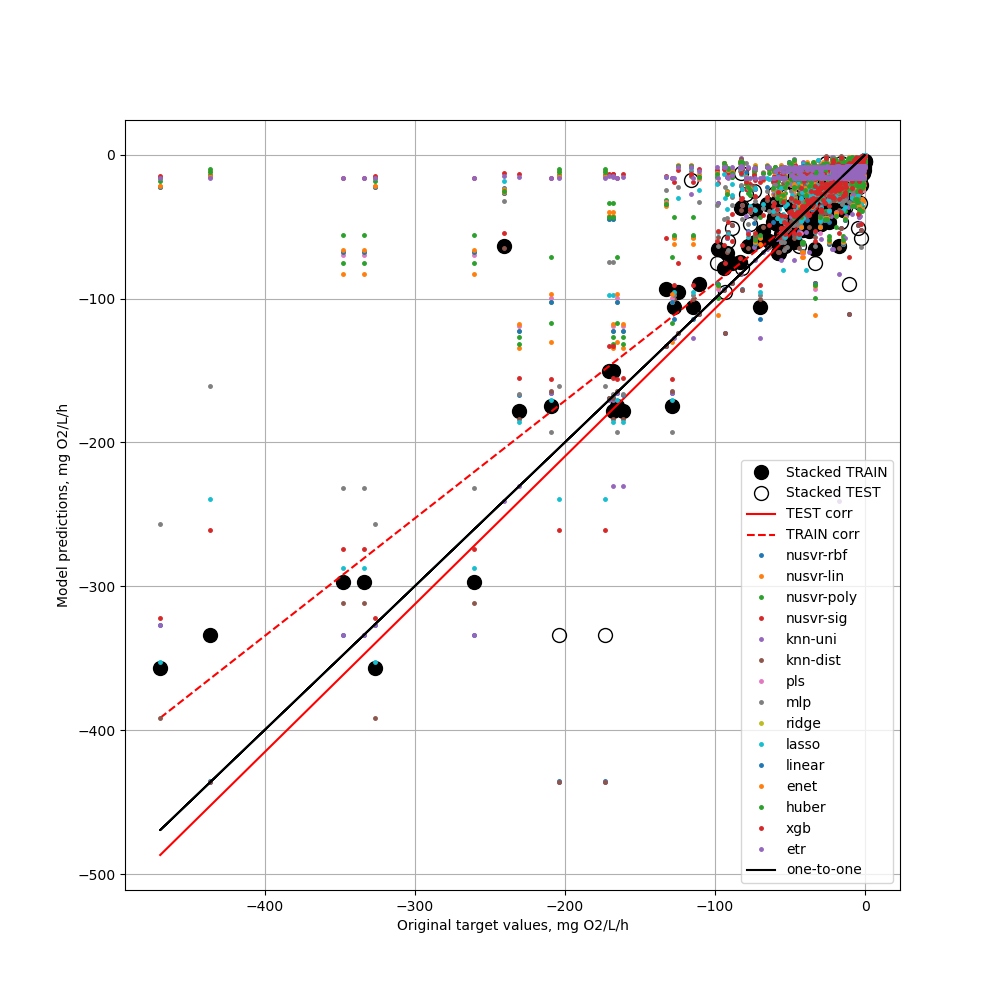 0
−100
−200
−300
−400
−500
Model predictions, mg O2/L/h
−400
−300
−200
−100
0
Original target values, mg O2/L/h
Stacked TRAIN
Stacked TEST
TEST corr
TRAIN corr
nusvr-rbf
nusvr-lin
nusvr-poly
nusvr-sig
knn-uni
knn-dist
pls
mlp
ridge
lasso
linear
enet
huber
xgb
etr
one-to-one